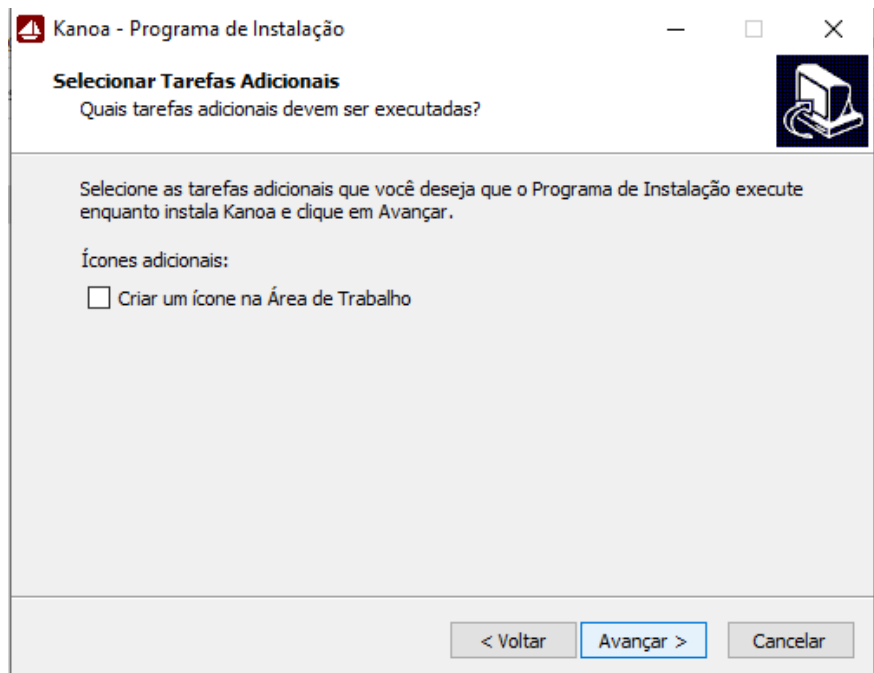 Kanoa - Programa de Instalação
Selecionar Tarefas Adicionais
Quais tarefas adicionais devem ser executadas?
Selecione as tarefas adicionais que você deseja que o Programa de Instalação execute
enquanto instala Kanoa e clique em Avançar.
Ícones adicionais:
Criar um ícone na Área de Trabalho
< Voltar
Avançar >
Cancelar